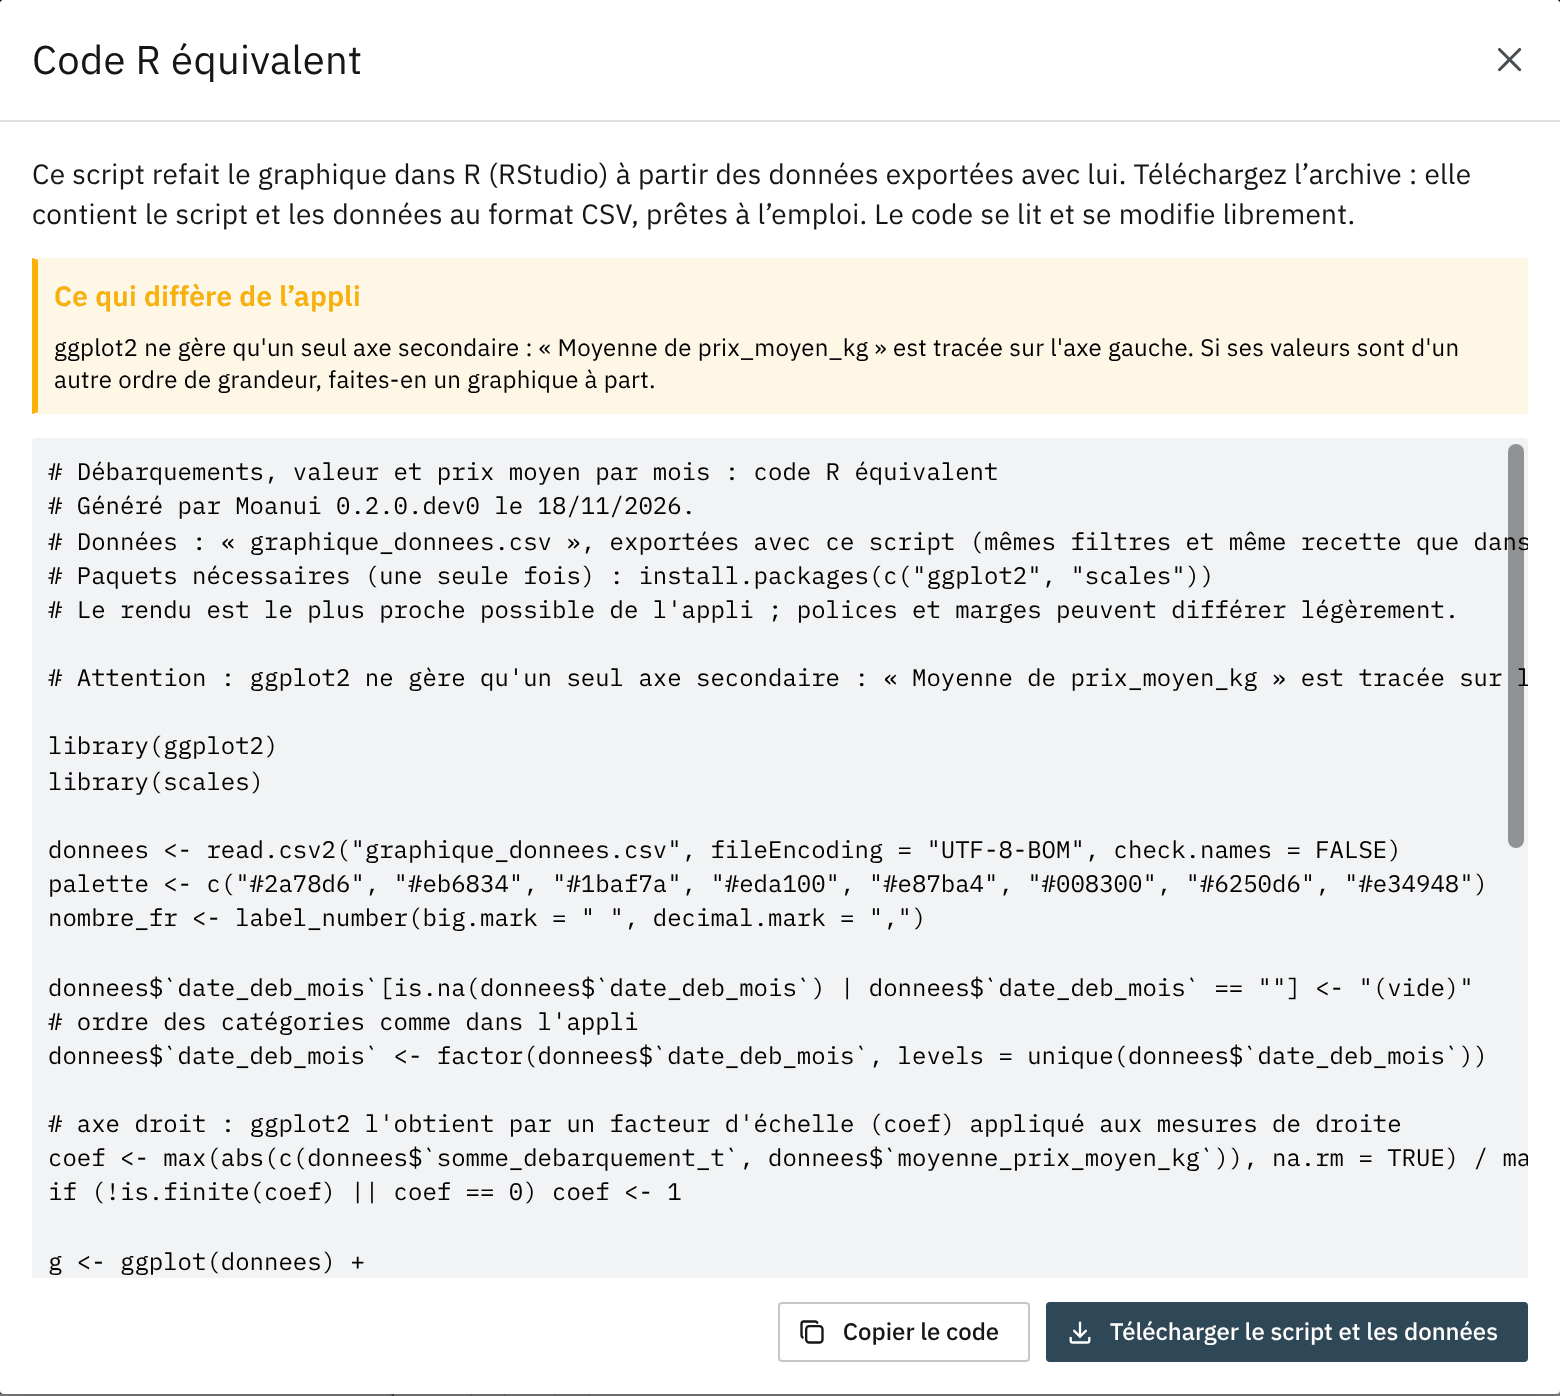 Code R équivalent
Ce script refait le graphique dans R (RStudio) à partir des données exportées avec lui. Téléchargez l’archive : elle
contient le script et les données au format CSV, prêtes à l’emploi. Le code se lit et se modifie librement.
Ce qui diffère de l’appli
ggplot2 ne gère qu'un seul axe secondaire : « Moyenne de prix_moyen_kg » est tracée sur l'axe gauche. Si ses valeurs sont d'un
autre ordre de grandeur, faites-en un graphique à part.
# Débarquements, valeur et prix moyen par mois : code R équivalent
# Généré par Moanui 0.2.0.dev0 le 18/11/2026.
# Données : « graphique_donnees.csv », exportées avec ce script (mêmes filtres et même recette que dans
# Paquets nécessaires (une seule fois) : install.packages(c("ggplot2", "scales"))
# Le rendu est le plus proche possible de l'appli ; polices et marges peuvent différer légèrement.
# Attention : ggplot2 ne gère qu'un seul axe secondaire : « Moyenne de prix_moyen_kg » est tracée sur l
library(ggplot2)
library(scales)
donnees <- read.csv2("graphique_donnees.csv", fileEncoding = "UTF-8-BOM", check.names = FALSE)
palette <- c("#2a78d6", "#eb6834", "#1baf7a", "#eda100", "#e87ba4", "#008300", "#6250d6", "#e34948")
nombre_fr <- label_number(big.mark = " ", decimal.mark = ",")
donnees$`date_deb_mois`[is.na(donnees$`date_deb_mois`) | donnees$`date_deb_mois` == ""] <- "(vide)"
# ordre des catégories comme dans l'appli
donnees$`date_deb_mois` <- factor(donnees$`date_deb_mois`, levels = unique(donnees$`date_deb_mois`))
# axe droit : ggplot2 l'obtient par un facteur d'échelle (coef) appliqué aux mesures de droite
coef <- max(abs(c(donnees$`somme_debarquement_t`, donnees$`moyenne_prix_moyen_kg`)), na.rm = TRUE) / ma
if (!is.finite(coef) || coef == 0) coef <- 1
g <- ggplot(donnees) +
Copier le code
Télécharger le script et les données